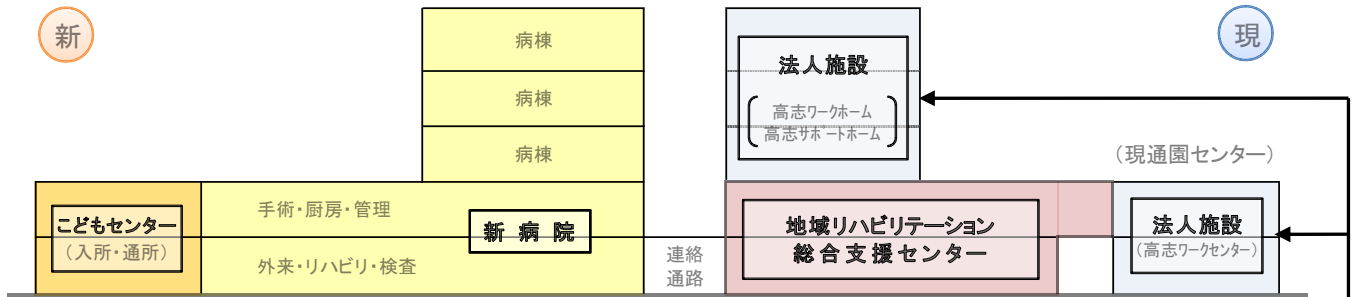 新
現
病棟
病棟
病棟
法人施設
高志ワークホーム
高志サポートホーム
(現通園センター)
こどもセンター
(入所・通所)
手術・厨房・管理
新病院
外来・リハビリ・検査
連絡
通路
地域リハビリテーション
総合支援センター
法人施設
(高志ワークセンター)